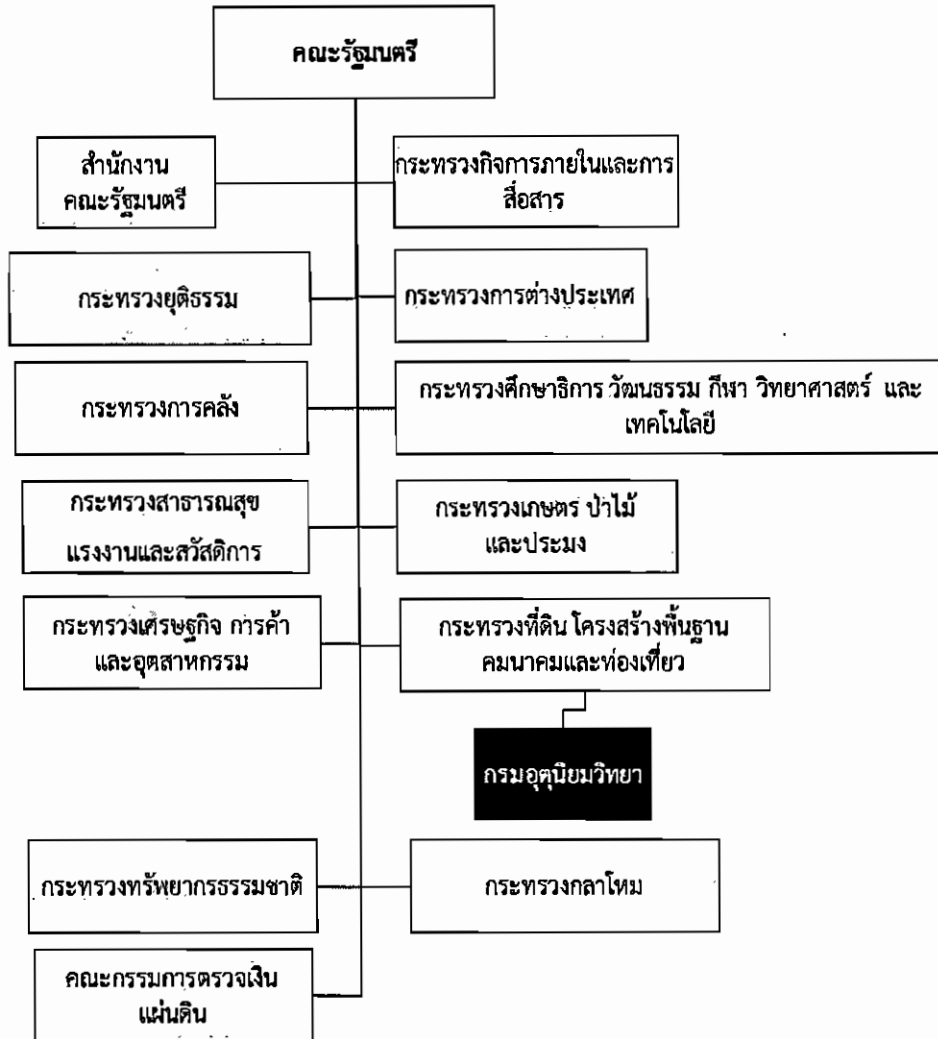 คณะรัฐมนตรี
สำนักงาน
คณะรัฐมนตรี
กระทรวงกิจการภายในและการ
สื่อสาร
กระทรวงยุติธรรม
กระทรวงการต่างประเทศ
กระทรวงการคลัง
กระทรวงศึกษาธิการ วัฒนธรรม กีฬา วิทยาศาสตร์ และ
เทคโนโลยี
กระทรวงสาธารณสุข
แรงงานและสวัสดิการ
กระทรวงเกษตร ป่าไม้
และประมง
กระทรวงเศรษฐกิจ การค้า
และอุตสาหกรรม
กระทรวงที่ดิน โครงสร้างพื้นฐาน
คมนาคมและท่องเที่ยว
กรมอุตุนิยมวิทยา
กระทรวงทรัพยากรธรรมชาติ
กระทรวงกลาโหม
คณะกรรมการตรวจเงิน
แผ่นดิน